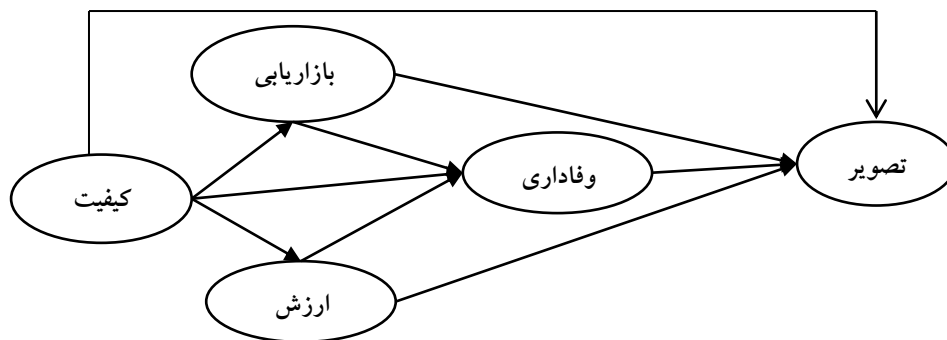 بازاریابی
وفاداری
تصویر
کیفیت
ارزش